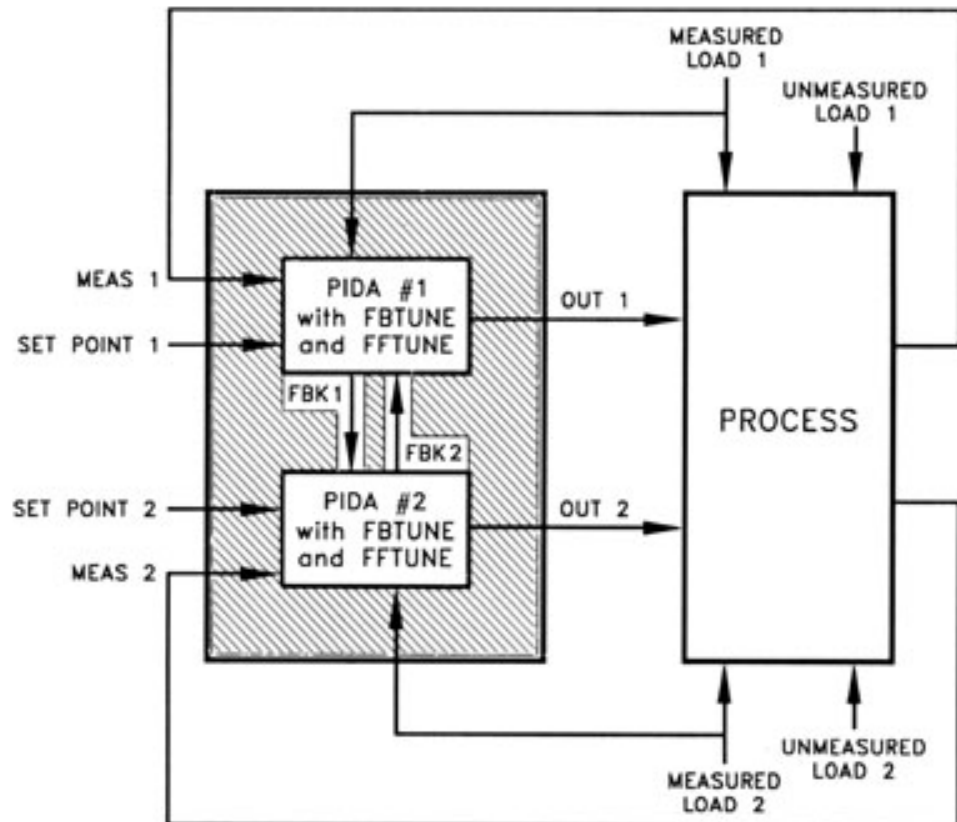 MEASURED
LOAD 1
UNMEASURED
LOAD 1
MEAS 1
PIDA #1
with FBTUNE
and FFTUNE
OUT 1
SET POINT 1
FBK1
PROCESS
FBK2
SET POINT 2
PIDA #2
with FBTUNE
and FFTUNE
OUT 2
MEAS 2
MEASURED
LOAD 2
UNMEASURED
LOAD 2